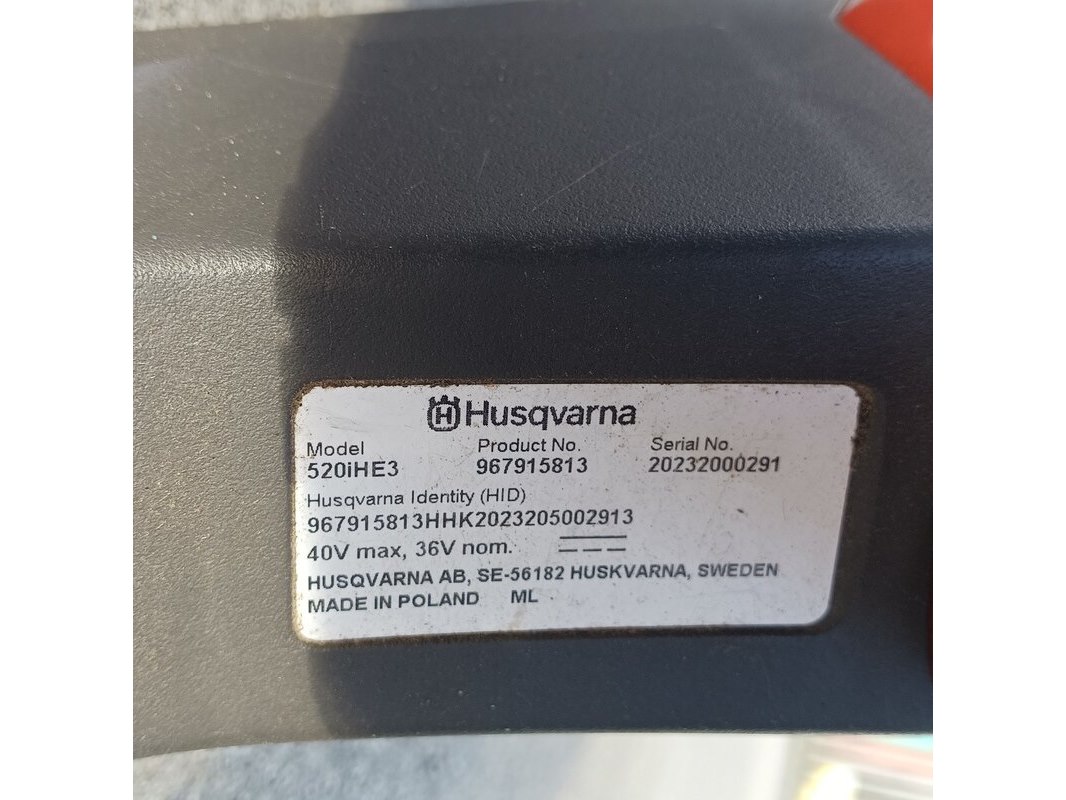 Husqvarna
Model Product No. Serial No.
520iHE3 967915813 20232000291
Husqvarna Identity (HID)
967915813HHK2023205002913
40V max, 36V nom.
HUSQVARNA AB, SE-56182 HUSKVARNA, SWEDEN
MADE IN POLAND ML